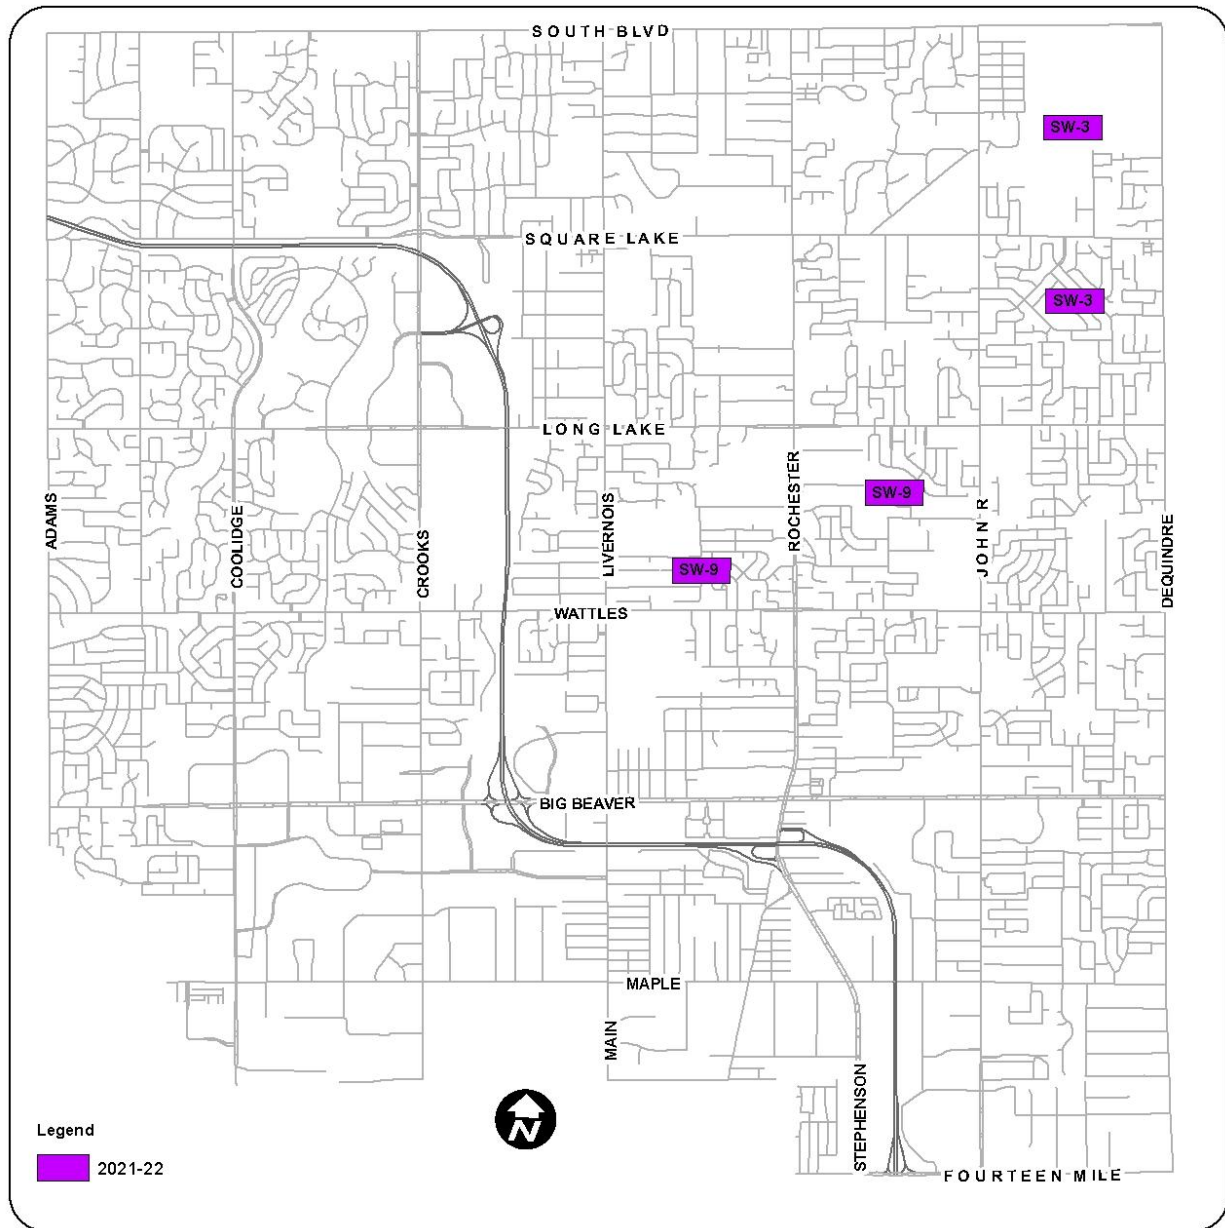 SOUTH BLVD
SW-3
SQUARE LAKE
SW-3
LONG LAKE
ADAMS
COOLIDGE
CROOKS
LIVERNOIS
ROCHESTER
SW-9
JOHN R
DEQUINDRE
SW-9
WATTLES
BIG BEAVER
MAPLE
MAIN
STEPHENSON
N
Legend
2021-22
FOURTEEN MILE